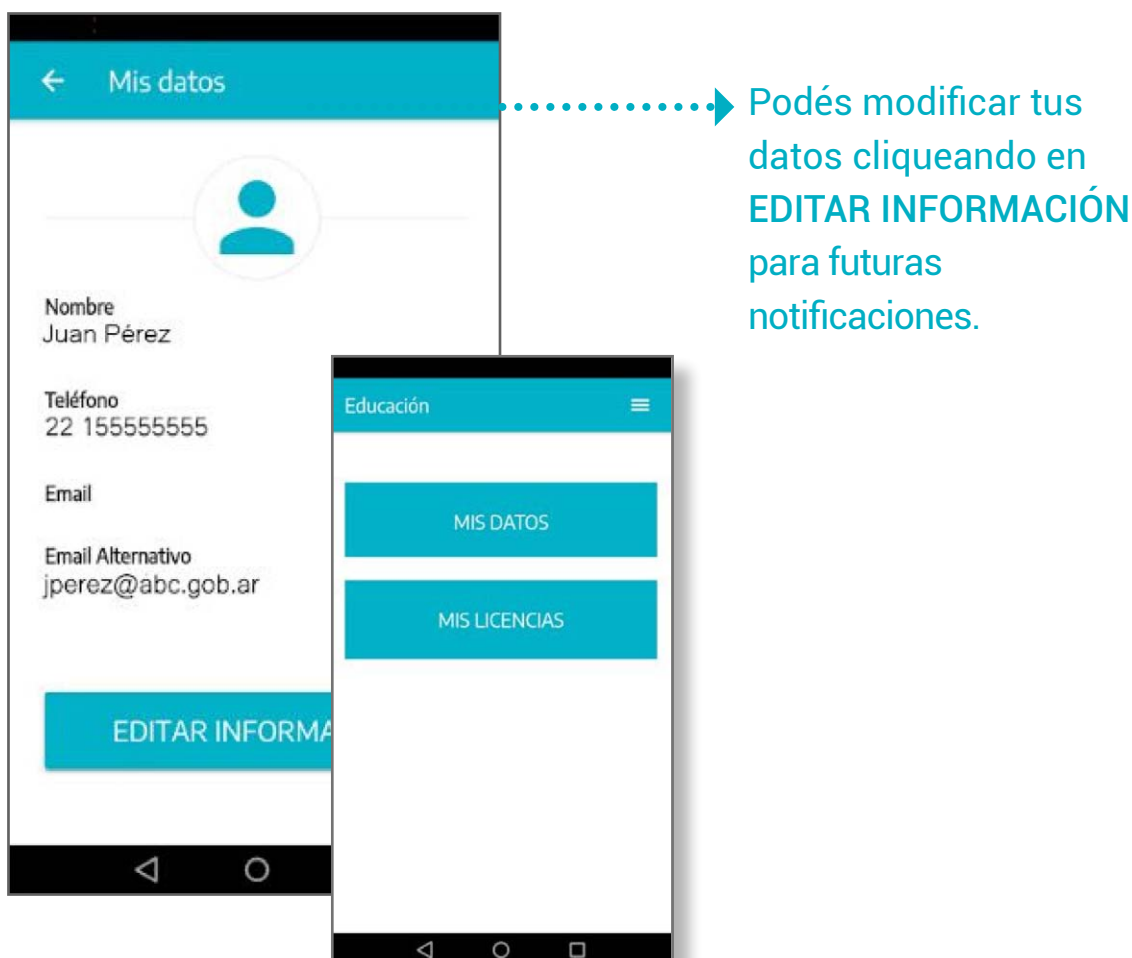 Mis datos
Podés modificar tus
datos cliqueando en
EDITAR INFORMACIÓN
para futuras
notificaciones.
Nombre
Juan Pérez
Teléfono
22 155555555
Email
Email Alternativo
jperez@abc.gob.ar
EDITAR INFORMA
Educación
MIS DATOS
MIS LICENCIAS